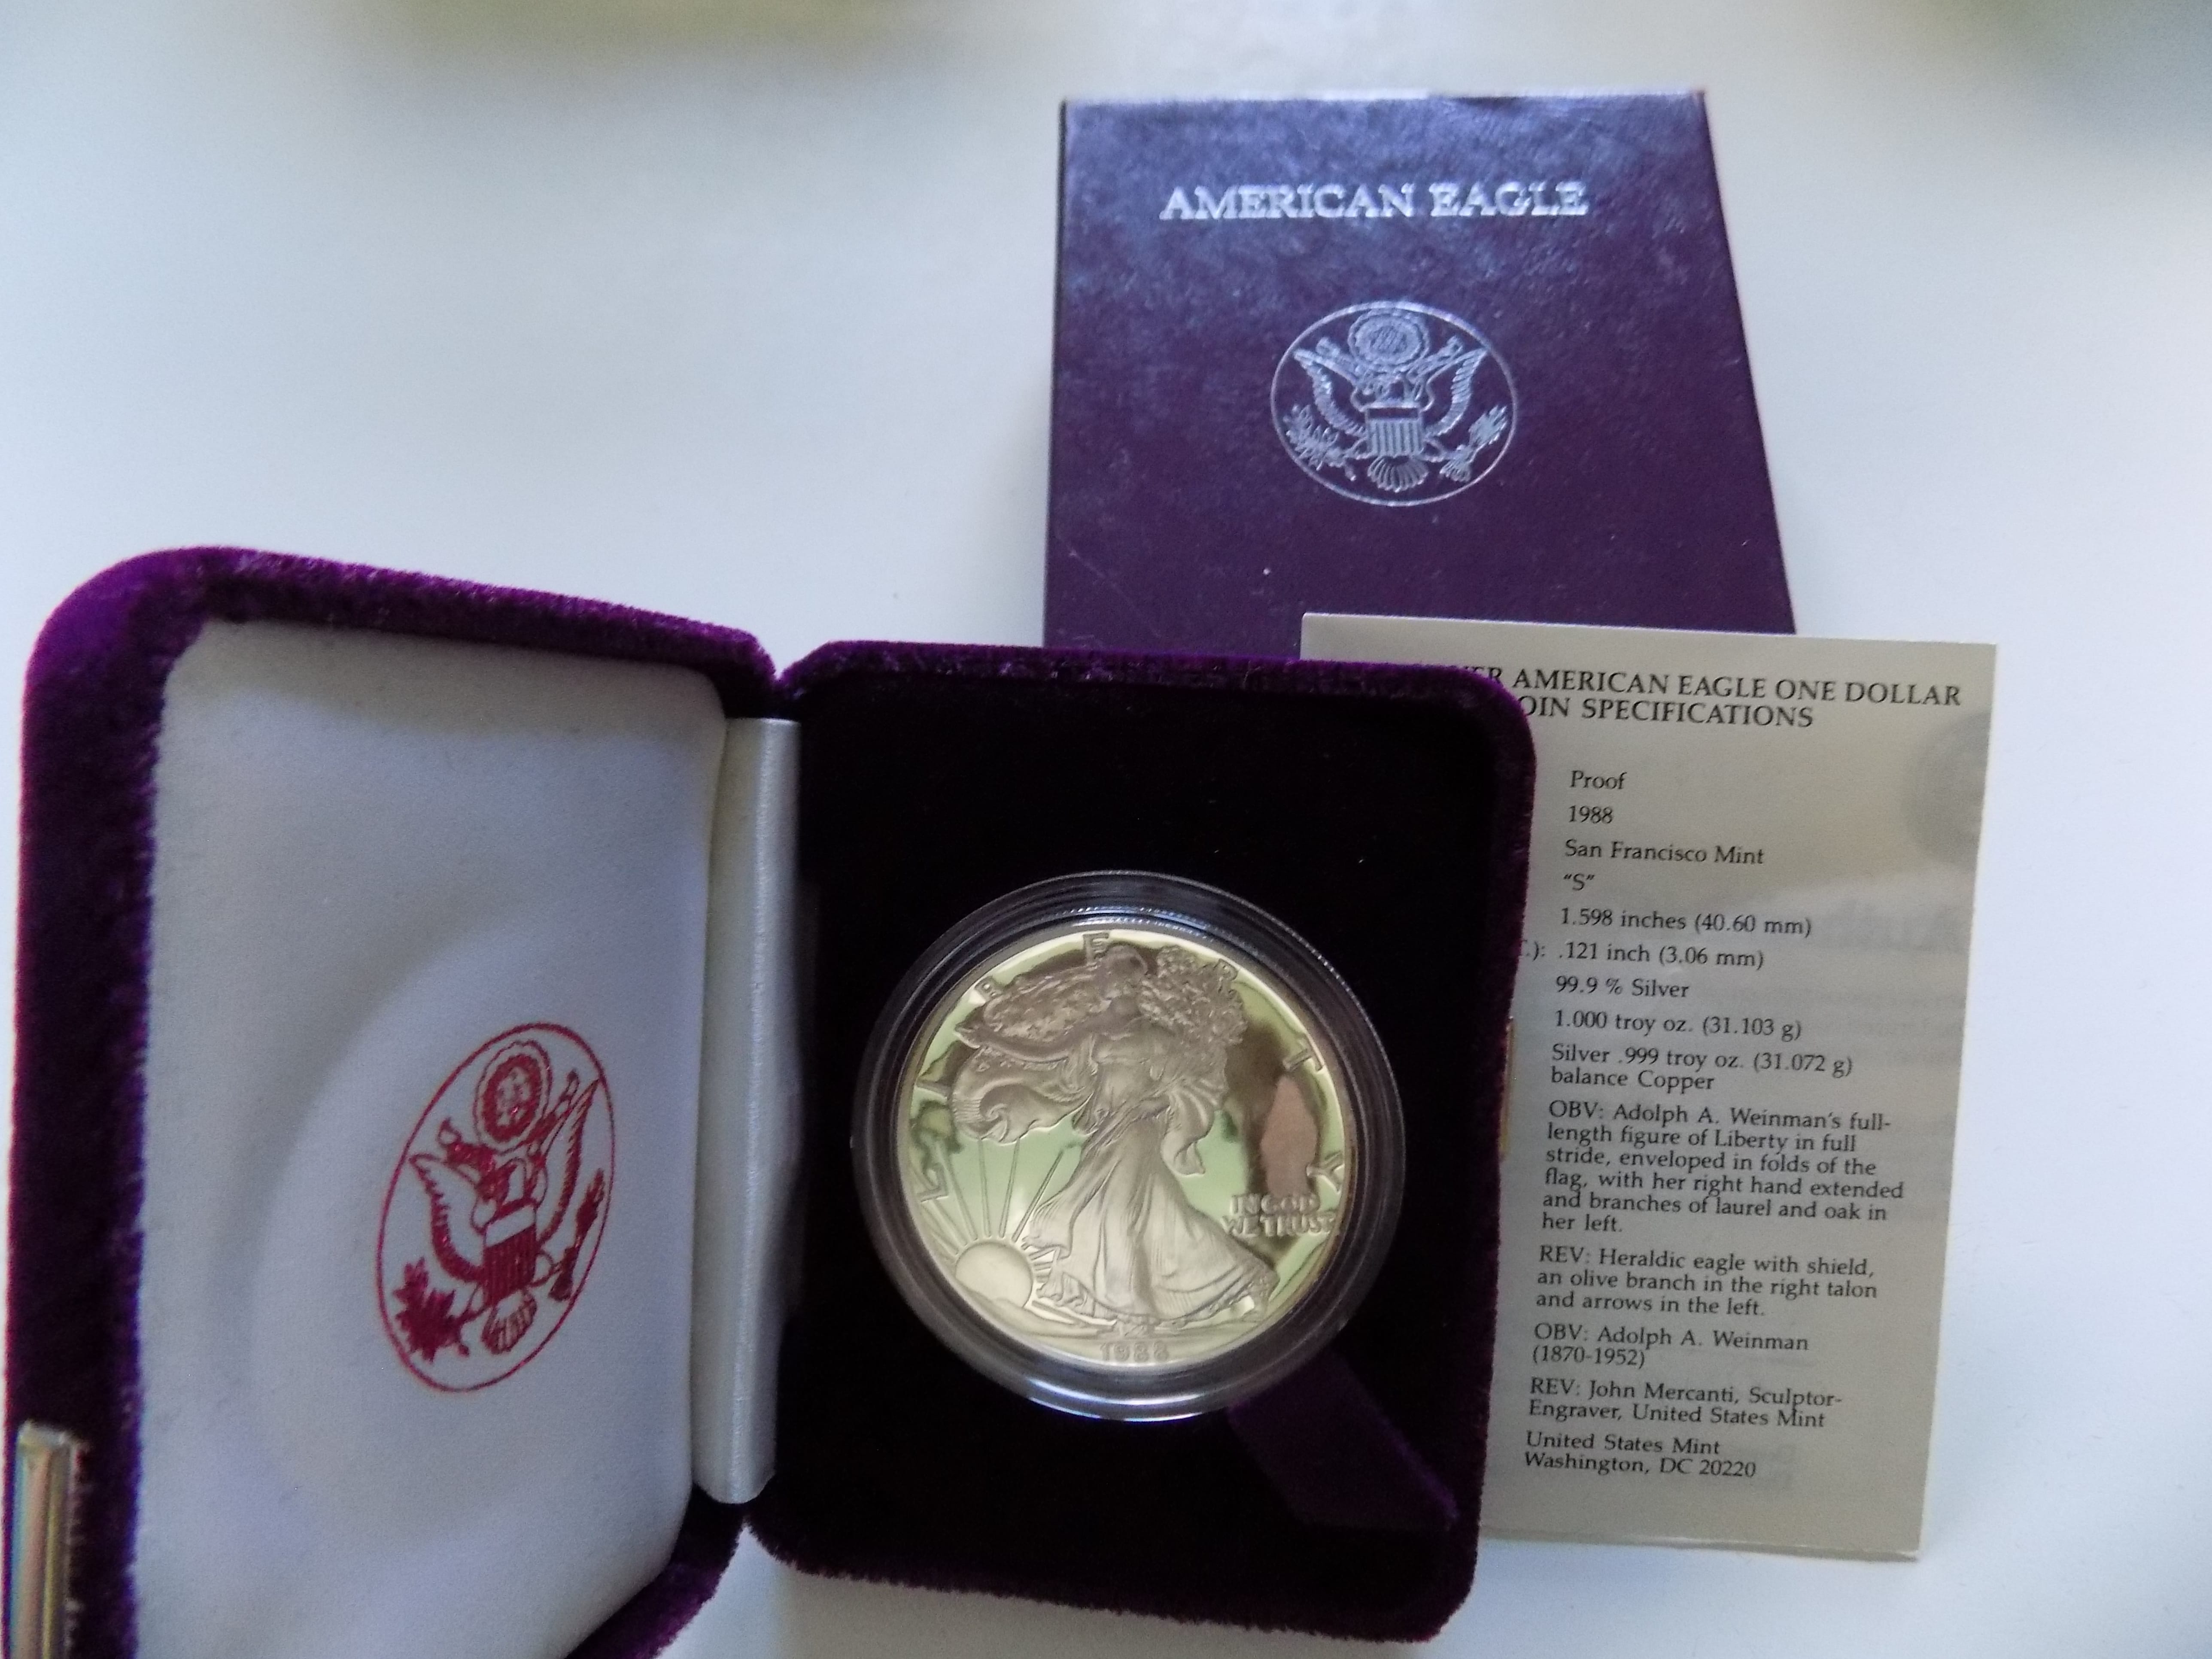 AMERICAN EAGLE
AMERICAN EAGLE ONE DOLLAR
SPECIFICATIONS
Proof
1988
San Francisco Mint
"S"
1.598 inches (40.60 mm)
.121 inch (3.06 mm)
99.9 % Silver
1.000 troy oz. (31.103 g)
Silver .999 troy oz. (31.072 g)
balance Copper
OBV: Adolph A. Weinman's full-
length figure of Liberty in full
stride, enveloped in folds of the
flag, with her right hand extended
and branches of laurel and oak in
her left.
REV: Heraldic eagle with shield,
an olive branch in the right talon
and arrows in the left.
OBV: Adolph A. Weinman
(1870-1952)
REV: John Mercanti, Sculptor-
Engraver, United States Mint
United States Mint
Washington, DC 20220
LIBERTY
IN GOD
WE TRUST
1988